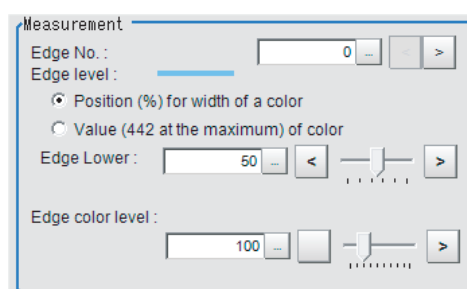 Measurement
Edge No. : 0 ... < >
Edge level :
Position (%) for width of a color
Value (442 at the maximum) of color
Edge Lower : 50 ... < >
Edge color level :
100 ... >